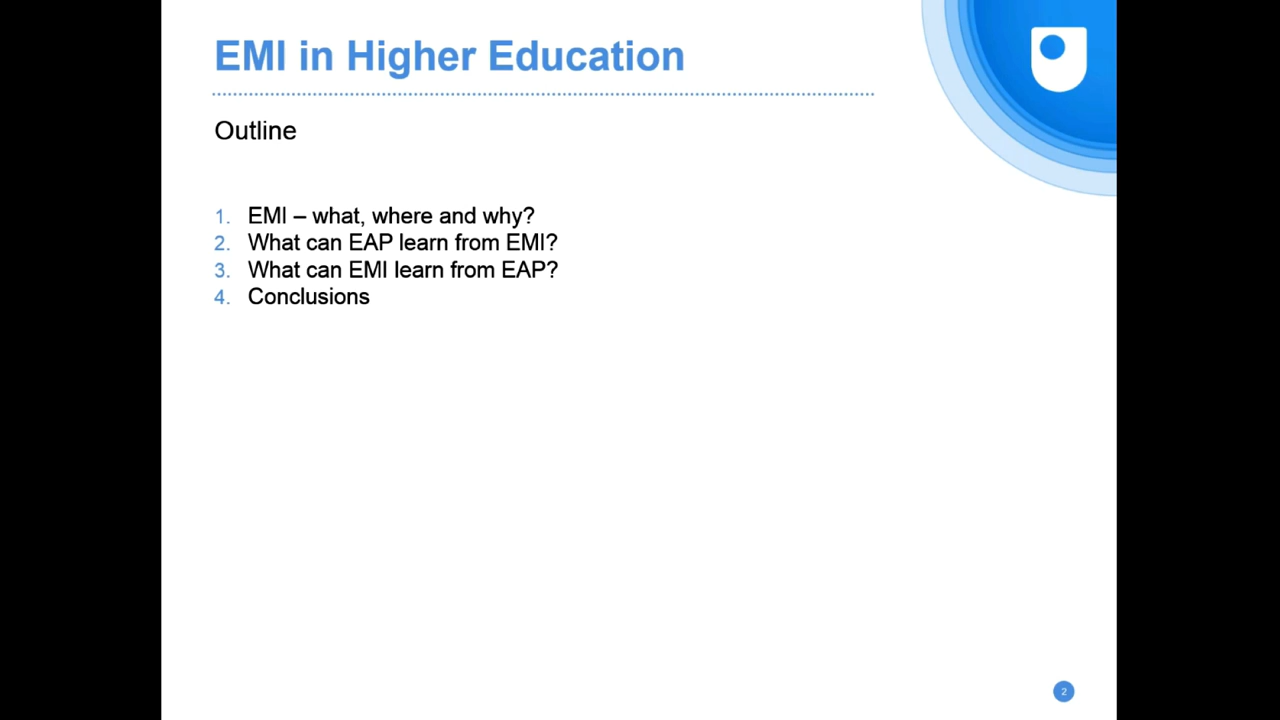 EMI in Higher Education
Outline
1. EMI – what, where and why?
2. What can EAP learn from EMI?
3. What can EMI learn from EAP?
4. Conclusions
2